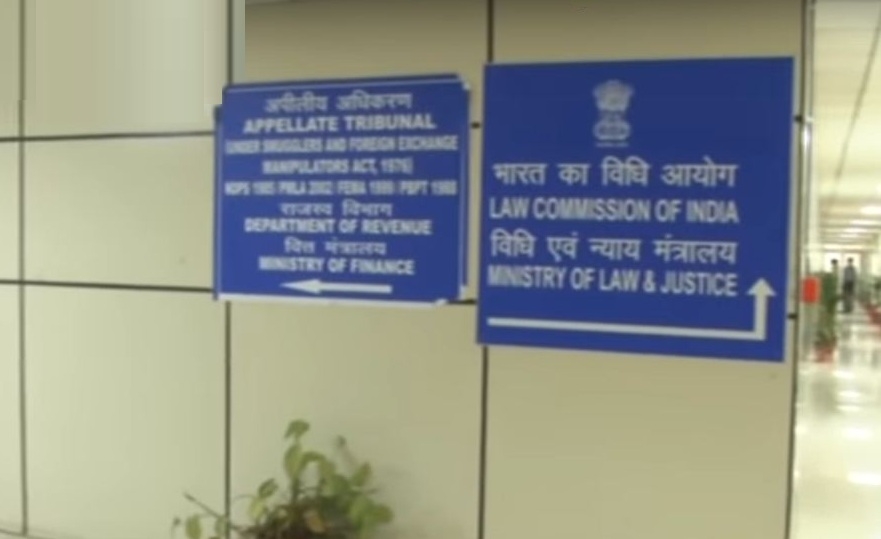 अपीलीय अधिकरण
APPELLATE TRIBUNAL
(UNDER SMUGGLERS AND FOREIGN EXCHANGE
MANIPULATORS ACT, 1976)
NDPS 1985| PMLA 2002| FEMA 1999| PBPT 1988
राजस्व विभाग
DEPARTMENT OF REVENUE
वित्त मंत्रालय
MINISTRY OF FINANCE
भारत का विधि आयोग
LAW COMMISSION OF INDIA
विधि एवं न्याय मंत्रालय
MINISTRY OF LAW & JUSTICE